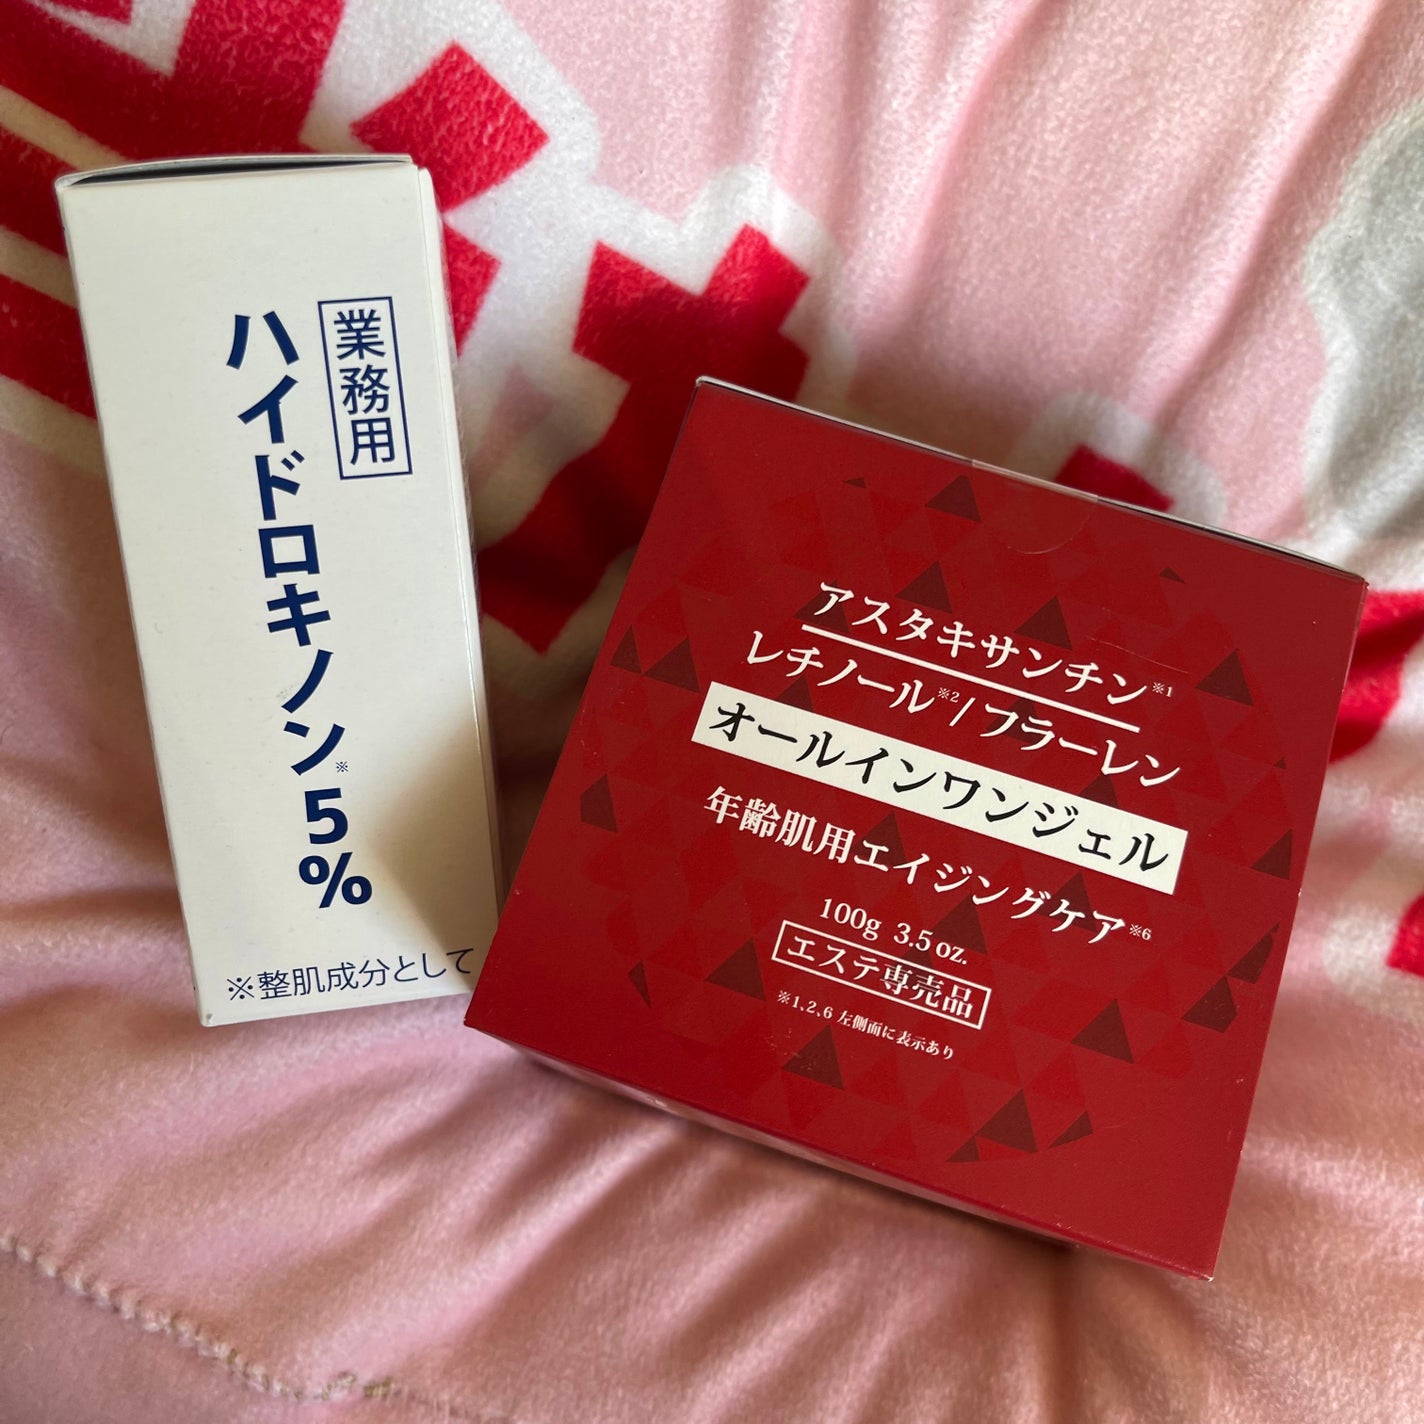 業務用
ハイドロキノン※5%
※整肌成分として
アスタキサンチン※1
レチノール※2/フラーレン
オールインワンジェル
年齢肌用エイジングケア※6
100g 3.5 oz.
エステ専売品
※1、2、6 左側面に表示あり